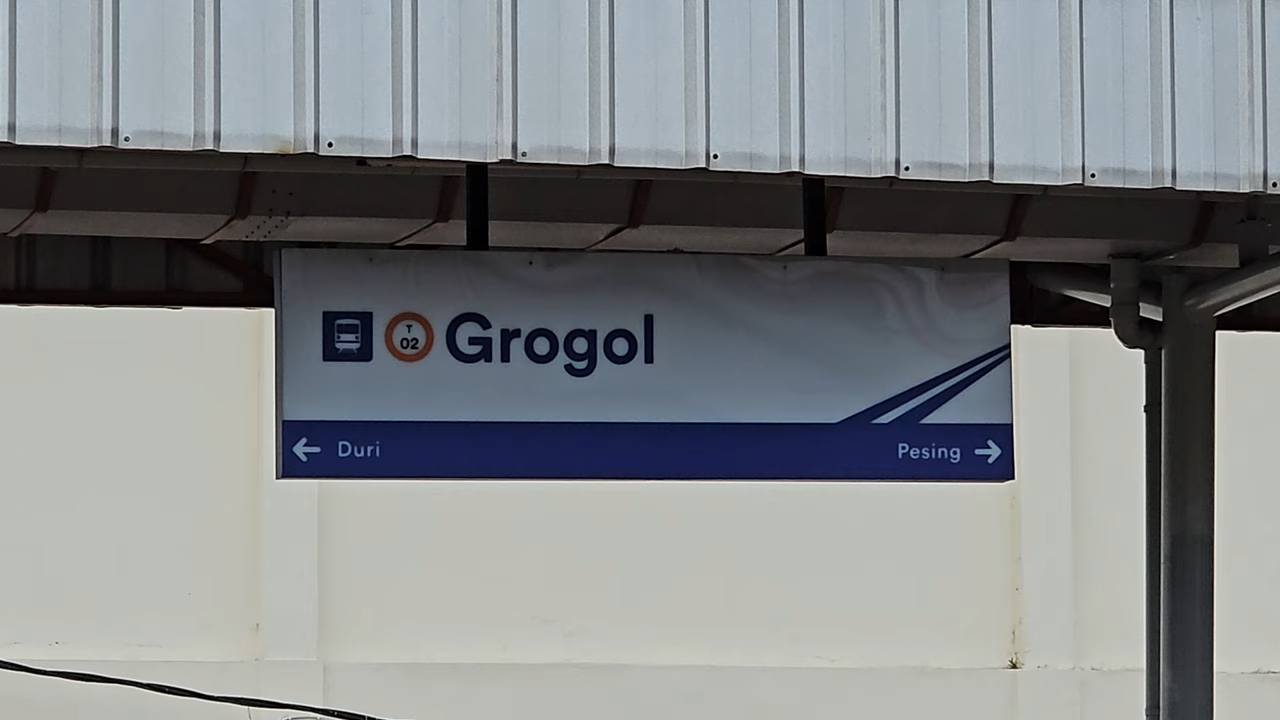 T
02
Grogol
← Duri
Pesing →